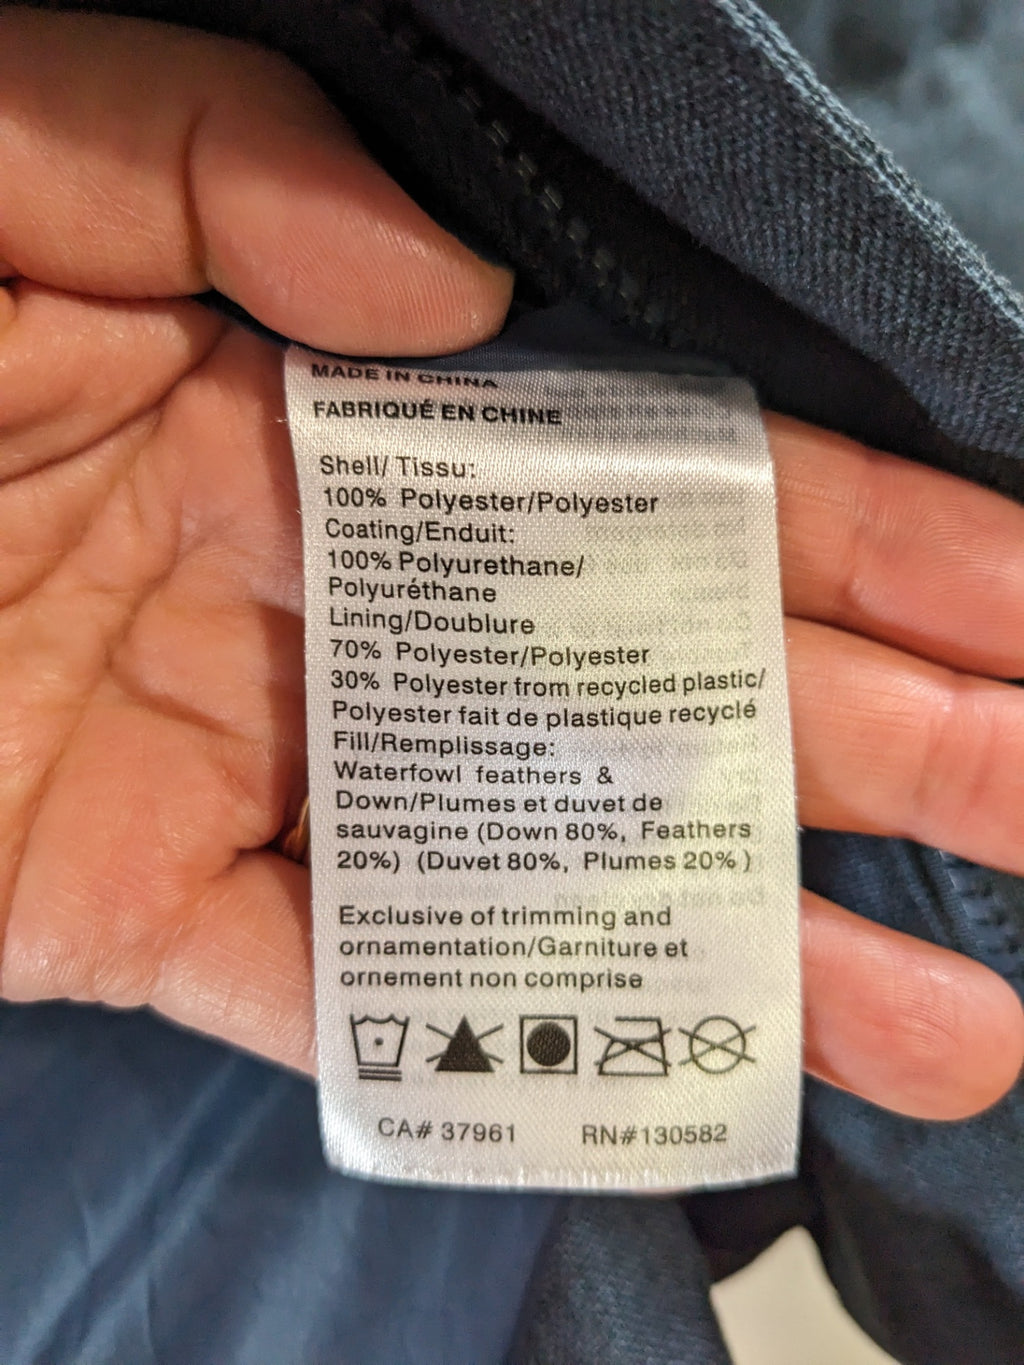 MADE IN CHINA
FABRIQUÉ EN CHINE
Shell/ Tissu:
100% Polyester/Polyester
Coating/Enduit:
100% Polyurethane/
Polyuréthane
Lining/Doublure
70% Polyester/Polyester
30% Polyester from recycled plastic/
Polyester fait de plastique recyclé
Fill/Remplissage:
Waterfowl feathers &
Down/Plumes et duvet de
sauvagine (Down 80%, Feathers
20%) (Duvet 80%, Plumes 20% )
Exclusive of trimming and
ornamentation/Garniture et
ornement non comprise
CA# 37961 RN#130582